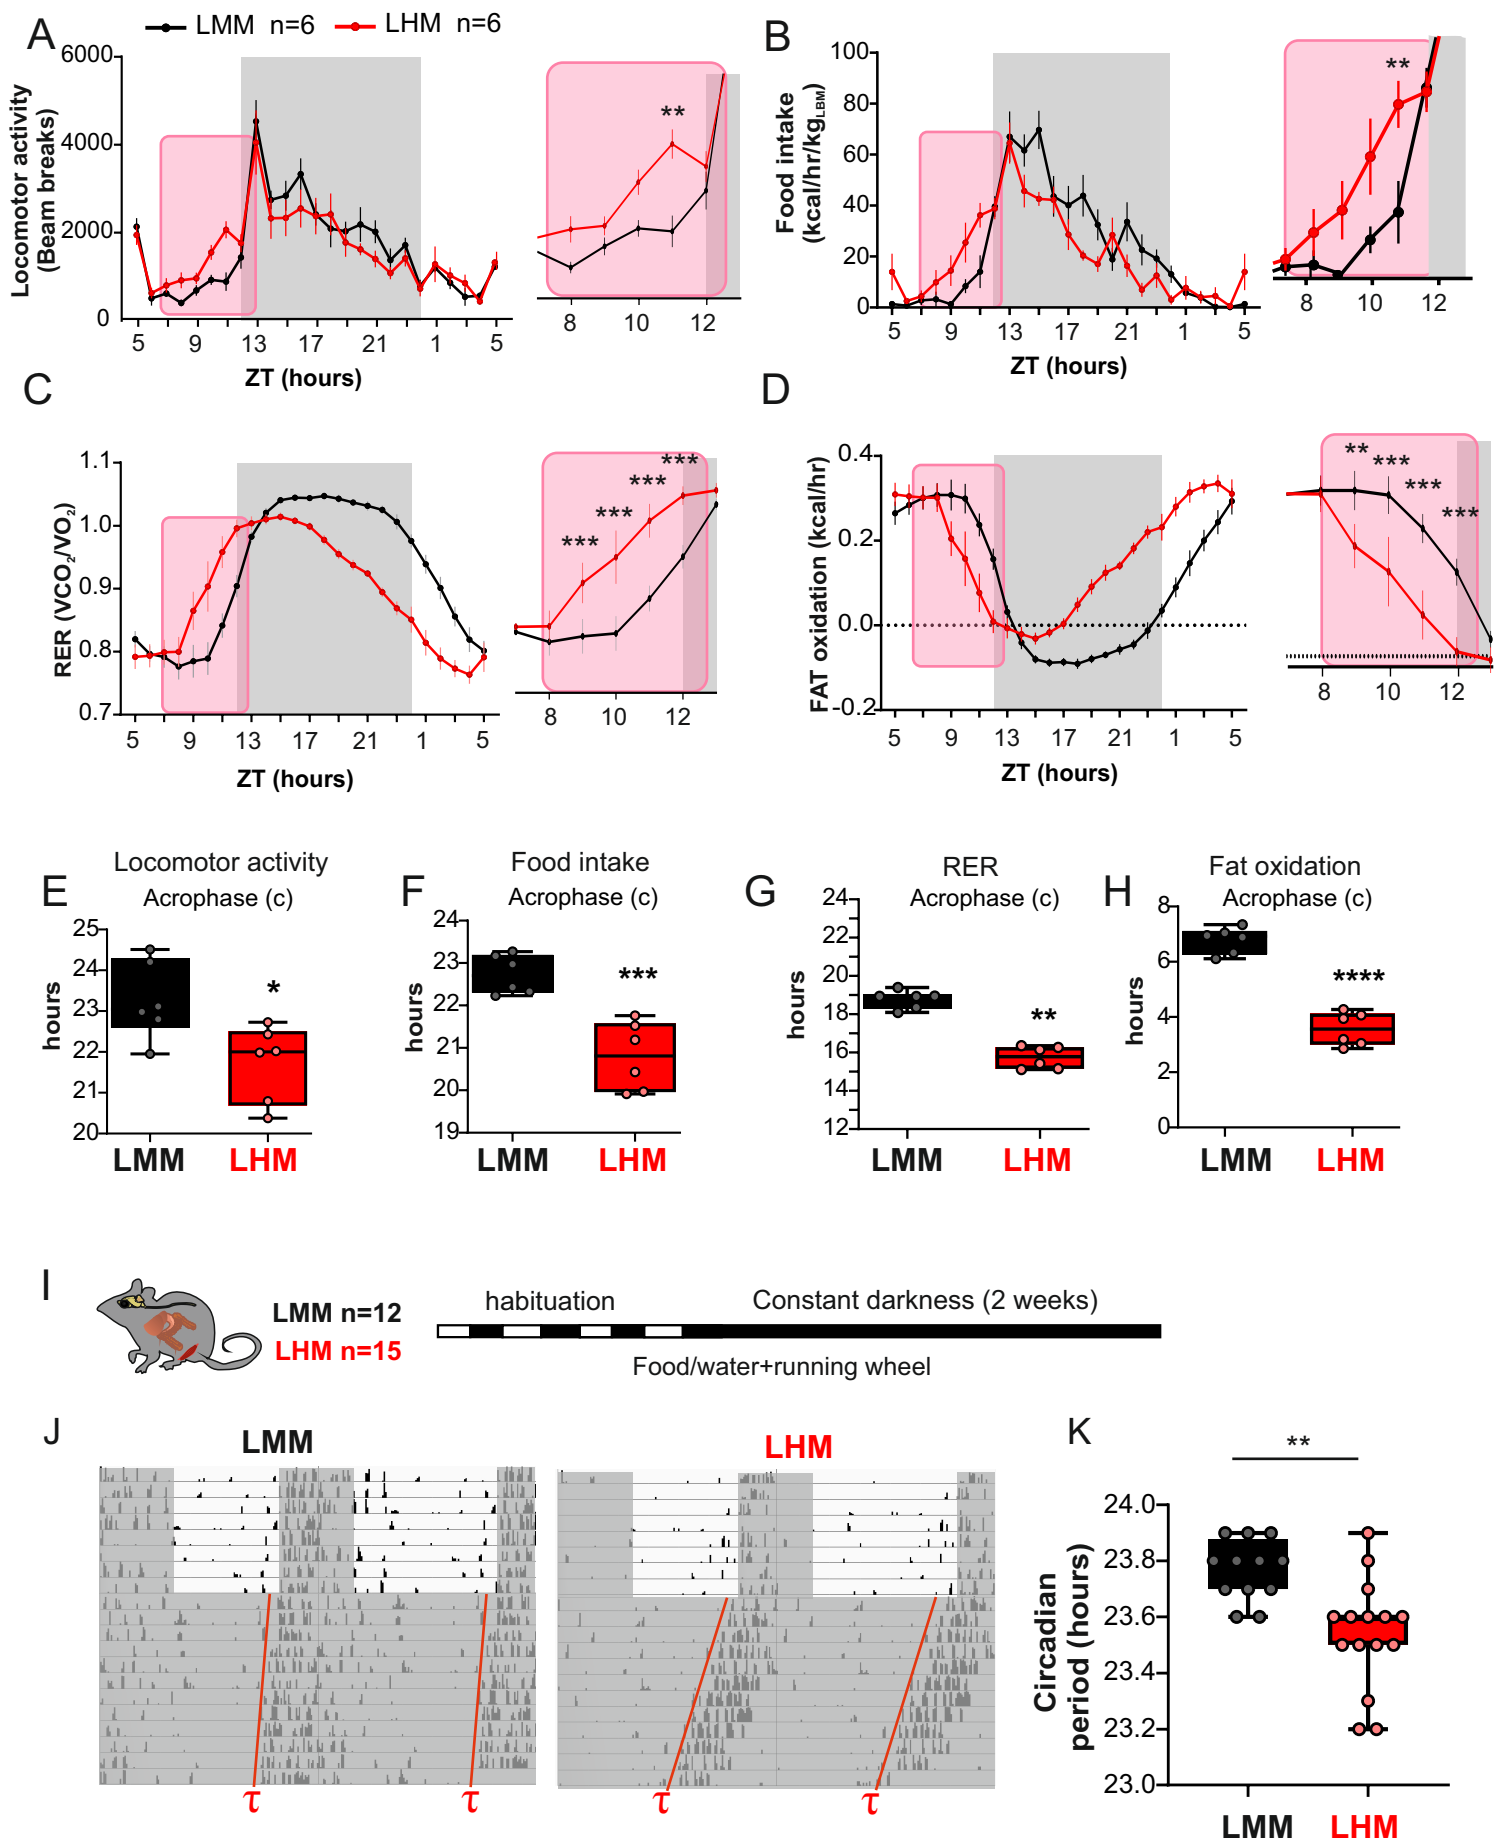 A
LMM n=6
LHM n=6
Locomotor activity
(Beam breaks)
6000
4000
2000
0
5
9
13
17
21
1
5
ZT (hours)
**
8
10
12
B
Food intake
(kcal/hr/kgLBM)
100
80
60
40
20
0
5
9
13
17
21
1
5
ZT (hours)
**
8
10
12
C
RER (VCO2/VO2)
1.1
1.0
0.9
0.8
0.7
5
9
13
17
21
1
5
ZT (hours)
***
***
***
***
8
10
12
D
FAT oxidation (kcal/hr)
0.4
0.2
0.0
-0.2
5
9
13
17
21
1
5
ZT (hours)
**
***
***
***
8
10
12
E
Locomotor activity
Acrophase (c)
hours
25
24
23
22
21
20
*
LMM
LHM
F
Food intake
Acrophase (c)
hours
24
23
22
21
20
19
***
LMM
LHM
G
RER
Acrophase (c)
hours
24
22
20
18
16
14
12
**
LMM
LHM
H
Fat oxidation
Acrophase (c)
hours
8
6
4
2
0
****
LMM
LHM
I
LMM n=12
LHM n=15
habituation
Constant darkness (2 weeks)
Food/water+running wheel
J
LMM
LHM
τ
τ
τ
τ
K
**
Circadian
period (hours)
24.0
23.8
23.6
23.4
23.2
23.0
LMM
LHM